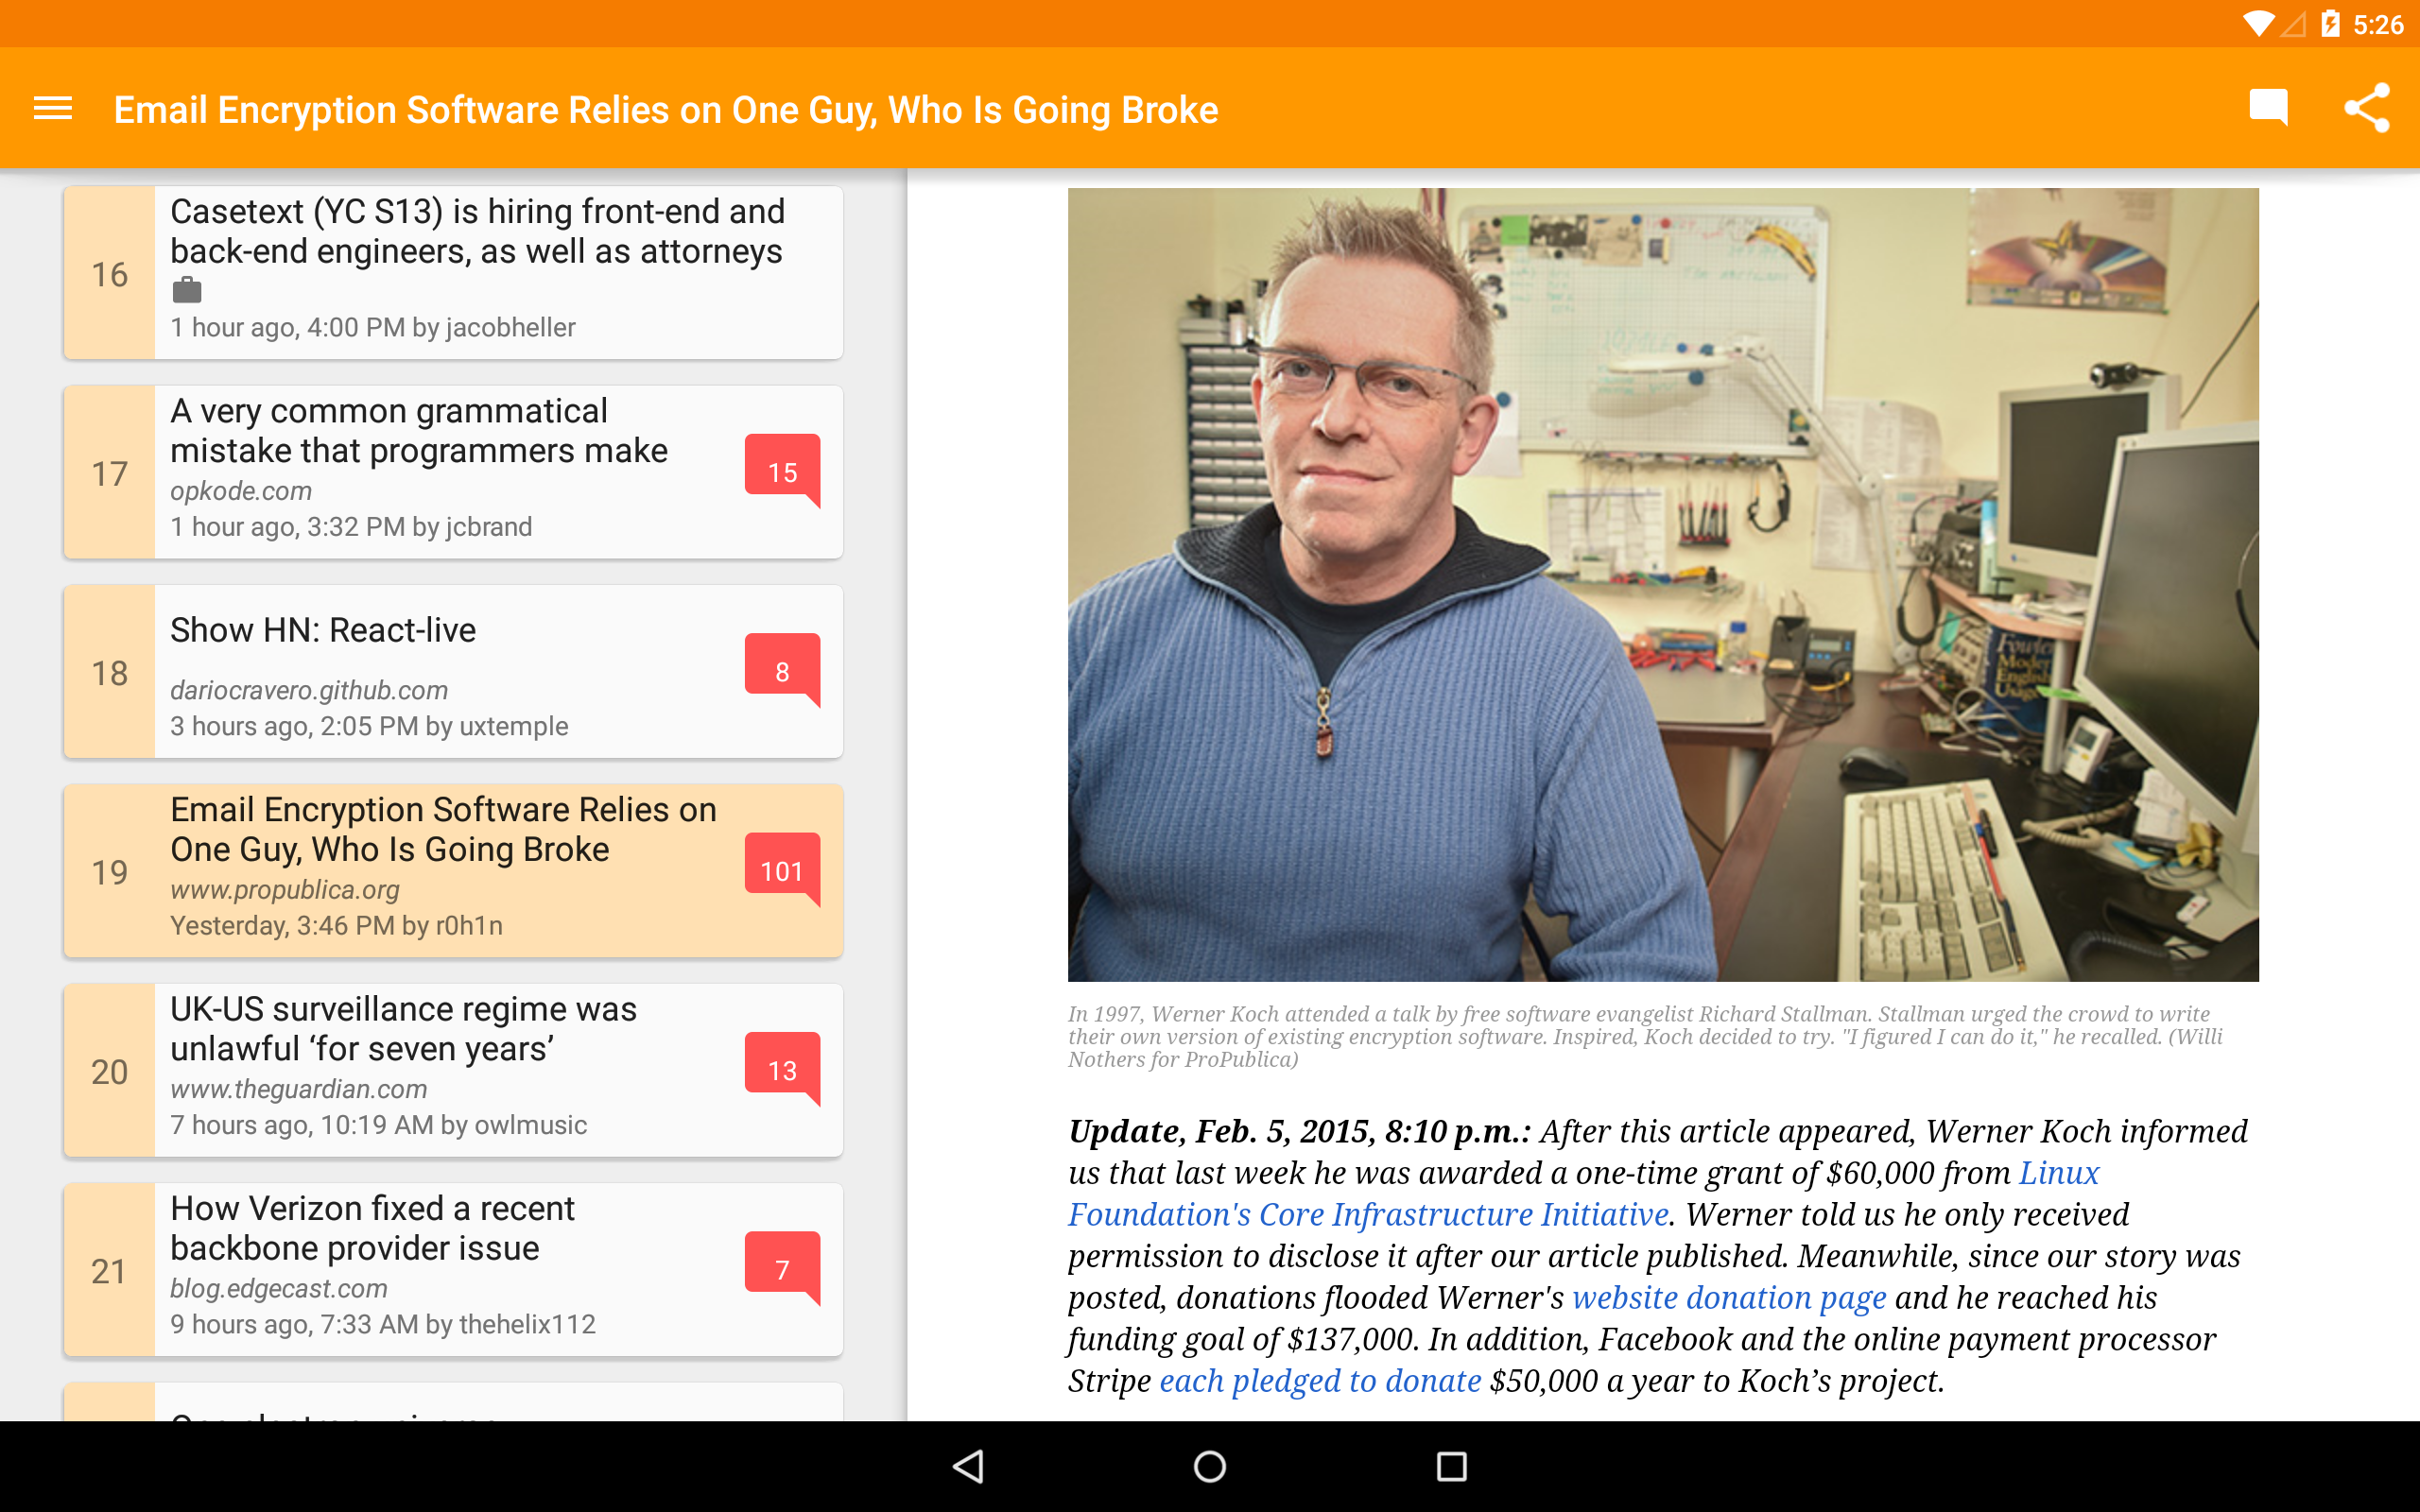 5:26
Email Encryption Software Relies on One Guy, Who Is Going Broke
16
Casetext (YC S13) is hiring front-end and
back-end engineers, as well as attorneys
1 hour ago, 4:00 PM by jacobheller
17
A very common grammatical
mistake that programmers make
opkode.com
1 hour ago, 3:32 PM by jcbrand
15
18
Show HN: React-live
dariocravero.github.com
3 hours ago, 2:05 PM by uxtemple
8
19
Email Encryption Software Relies on
One Guy, Who Is Going Broke
www.propublica.org
Yesterday, 3:46 PM by r0h1n
101
20
UK-US surveillance regime was
unlawful ‘for seven years’
www.theguardian.com
7 hours ago, 10:19 AM by owlmusic
13
21
How Verizon fixed a recent
backbone provider issue
blog.edgecast.com
9 hours ago, 7:33 AM by thehelix112
7
Fowler
Modern
English
Usage
In 1997, Werner Koch attended a talk by free software evangelist Richard Stallman. Stallman urged the crowd to write
their own version of existing encryption software. Inspired, Koch decided to try. "I figured I can do it," he recalled. (Willi
Nothers for ProPublica)
Update, Feb. 5, 2015, 8:10 p.m.: After this article appeared, Werner Koch informed
us that last week he was awarded a one-time grant of $60,000 from Linux
Foundation's Core Infrastructure Initiative. Werner told us he only received
permission to disclose it after our article published. Meanwhile, since our story was
posted, donations flooded Werner's website donation page and he reached his
funding goal of $137,000. In addition, Facebook and the online payment processor
Stripe each pledged to donate $50,000 a year to Koch’s project.